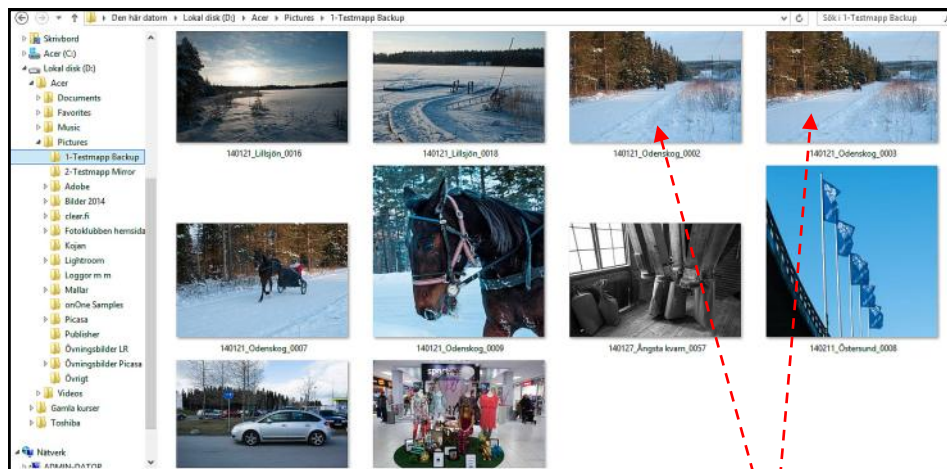 Den här datorn ▸ Lokal disk (D:) ▸ Acer ▸ Pictures ▸ 1-Testmapp Backup
Sök i 1-Testmapp Backup
Skrivbord
Acer (C:)
Lokal disk (D:)
Acer
Documents
Favorites
Music
Pictures
1-Testmapp Backup
2-Testmapp Mirror
Adobe
Bilder 2014
clear.fi
Fotoklubben hemsida
Kojan
Lightroom
Loggor m m
Mallar
onOne Samples
Picasa
Publisher
Övningsbilder LR
Övningsbilder Picasa
Övrigt
Videos
Gamla kurser
Toshiba
Nätverk
ADMIN-DATOR
140121_Lillsjön_0016
140121_Lillsjön_0018
140121_Odenskog_0002
140121_Odenskog_0003
140121_Odenskog_0007
140121_Odenskog_0009
140127_Ångsta kvarn_0057
140211_Östersund_0008